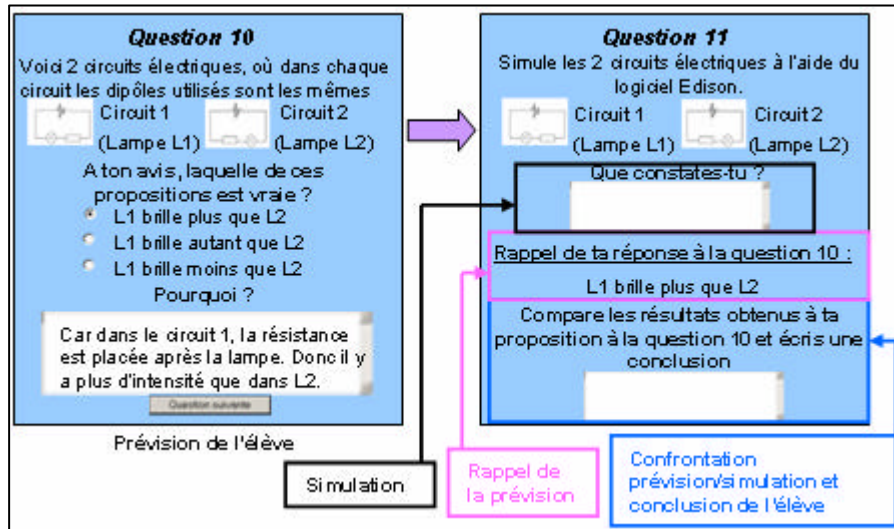 Question 10
Voici 2 circuits électriques, où dans chaque
circuit les dipôles utilisés sont les mêmes
Circuit 1 Circuit 2
(Lampe L1) (Lampe L2)
A ton avis, laquelle de ces
propositions est vraie ?
L1 brille plus que L2
L1 brille autant que L2
L1 brille moins que L2
Pourquoi ?
Car dans le circuit 1, la résistance
est placée après la lampe. Donc il y
a plus d'intensité que dans L2.
Question suivante
Prévision de l'élève
Question 11
Simule les 2 circuits électriques à l'aide du
logiciel Edison.
Circuit 1 Circuit 2
(Lampe L1) (Lampe L2)
Que constates-tu ?
Rappel de ta réponse à la question 10 :
L1 brille plus que L2
Compare les résultats obtenus à ta
proposition à la question 10 et écris une
conclusion
Simulation
Rappel de
la prévision
Confrontation
prévision/simulation et
conclusion de l'élève